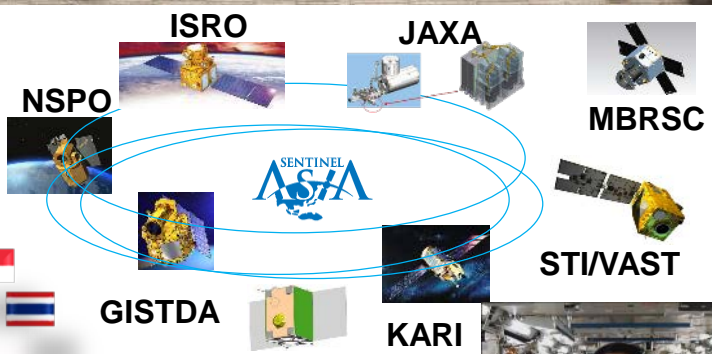 ISRO
JAXA
NSPO
MBRSC
SENTINEL
ASIA
STI/VAST
GISTDA
KARI